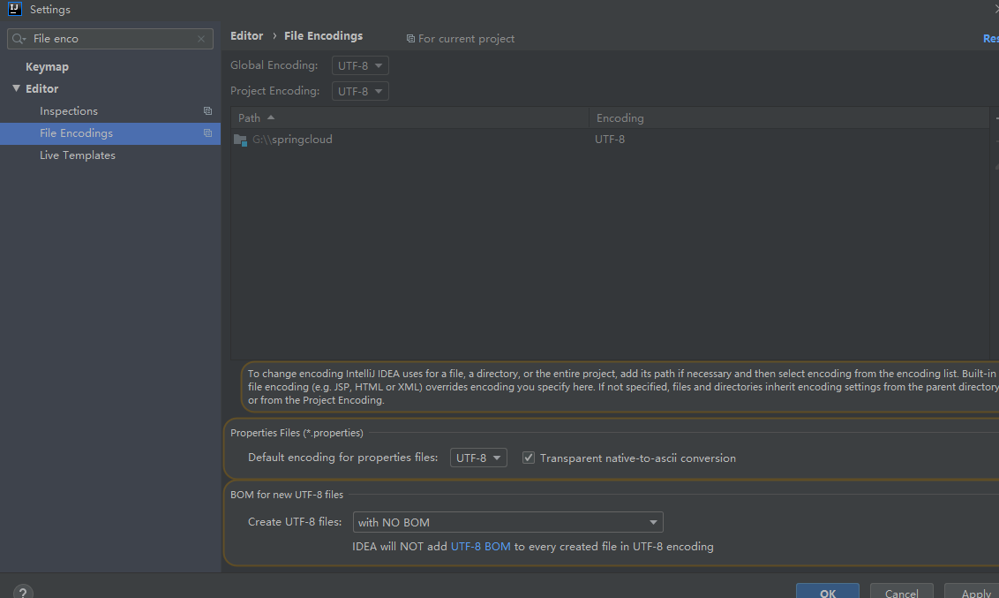 IJ
Settings
File enco
Editor › File Encodings
For current project
Res
Keymap
Editor
Inspections
File Encodings
Live Templates
Global Encoding: UTF-8
Project Encoding: UTF-8
Path Encoding
G:\\springcloud UTF-8
To change encoding IntelliJ IDEA uses for a file, a directory, or the entire project, add its path if necessary and then select encoding from the encoding list. Built-in
file encoding (e.g. JSP, HTML or XML) overrides encoding you specify here. If not specified, files and directories inherit encoding settings from the parent directory
or from the Project Encoding.
Properties Files (*.properties)
Default encoding for properties files: UTF-8 Transparent native-to-ascii conversion
BOM for new UTF-8 files
Create UTF-8 files: with NO BOM
IDEA will NOT add UTF-8 BOM to every created file in UTF-8 encoding
?
OK Cancel Apply